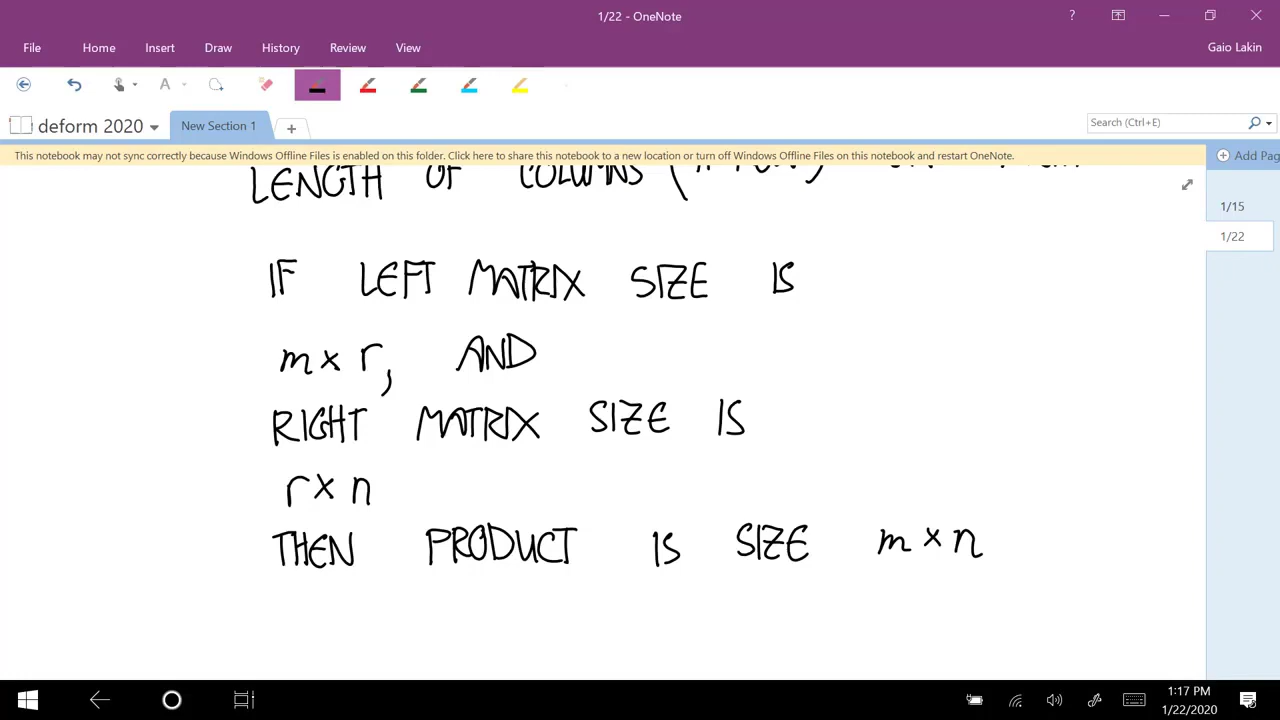 1/22 - OneNote
?
File Home Insert Draw History Review View
Gaio Lakin
A
deform 2020
New Section 1
+
Search (Ctrl+E)
This notebook may not sync correctly because Windows Offline Files is enabled on this folder. Click here to share this notebook to a new location or turn off Windows Offline Files on this notebook and restart OneNote.
Add Pag
1/15
1/22
LENGTH OF COLUMNS (
IF LEFT MATRIX SIZE IS
m × r, AND
RIGHT MATRIX SIZE IS
r × n
THEN PRODUCT IS SIZE m × n
1:17 PM
1/22/2020